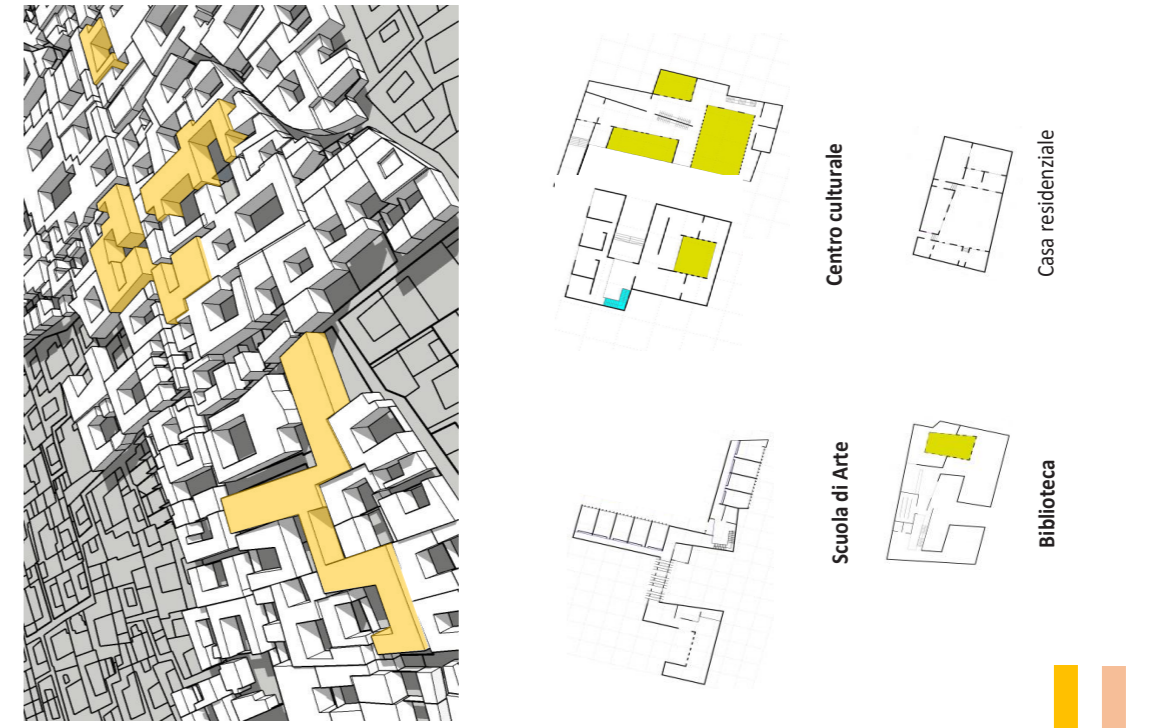 Centro culturale
Casa residenziale
Scuola di Arte
Biblioteca